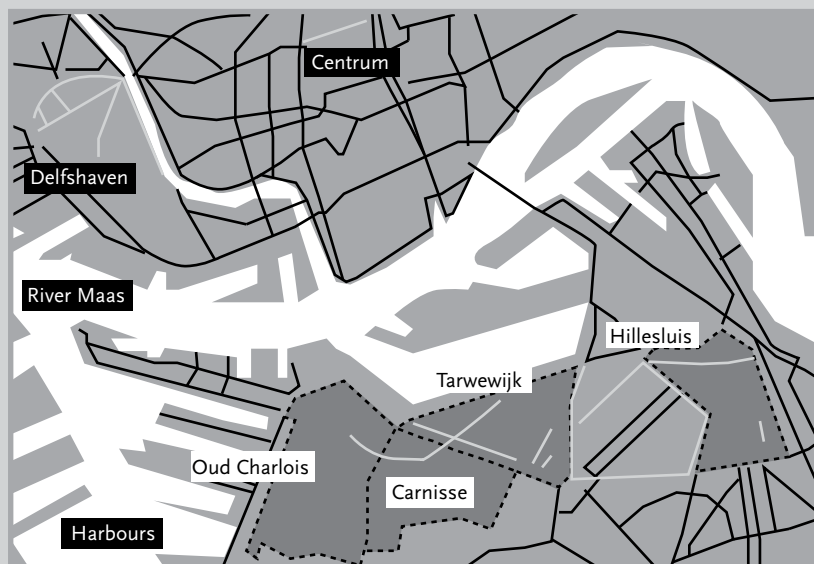 Centrum
Delfshaven
River Maas
Hillesluis
Tarwewijk
Oud Charlois
Carnisse
Harbours